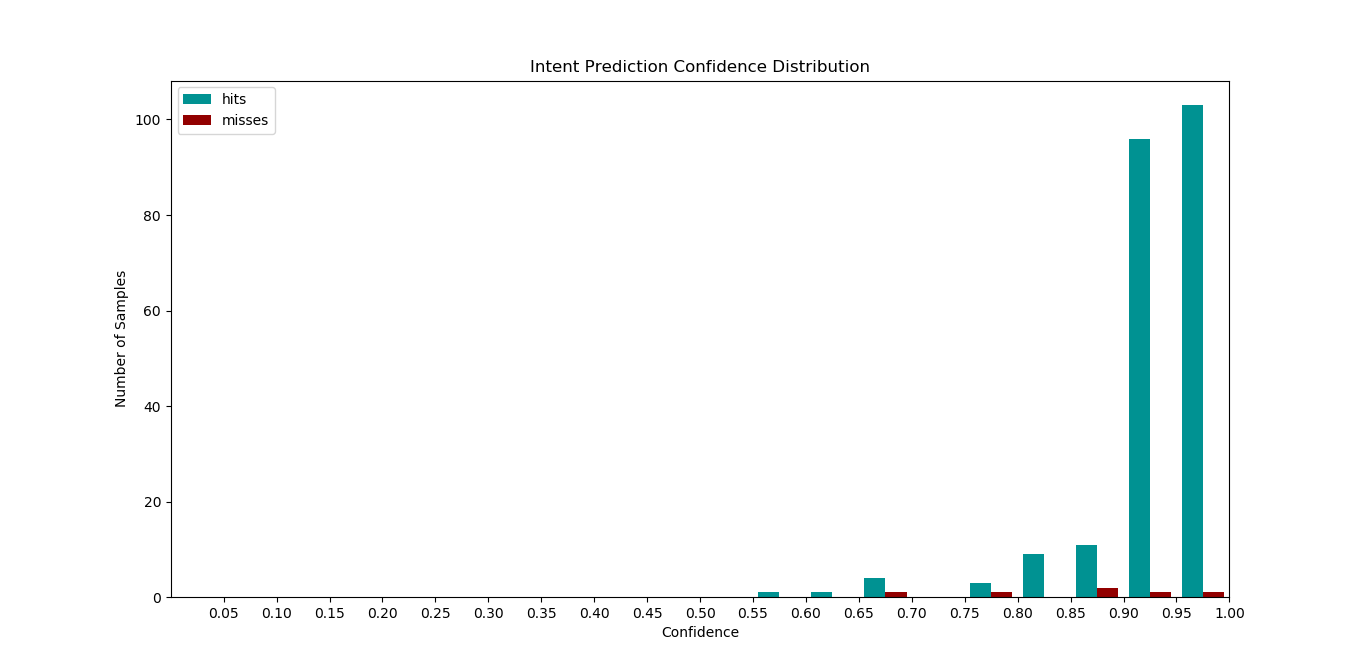 Intent Prediction Confidence Distribution
hits
misses
Number of Samples
100
80
60
40
20
0
0.05 0.10 0.15 0.20 0.25 0.30 0.35 0.40 0.45 0.50 0.55 0.60 0.65 0.70 0.75 0.80 0.85 0.90 0.95 1.00
Confidence